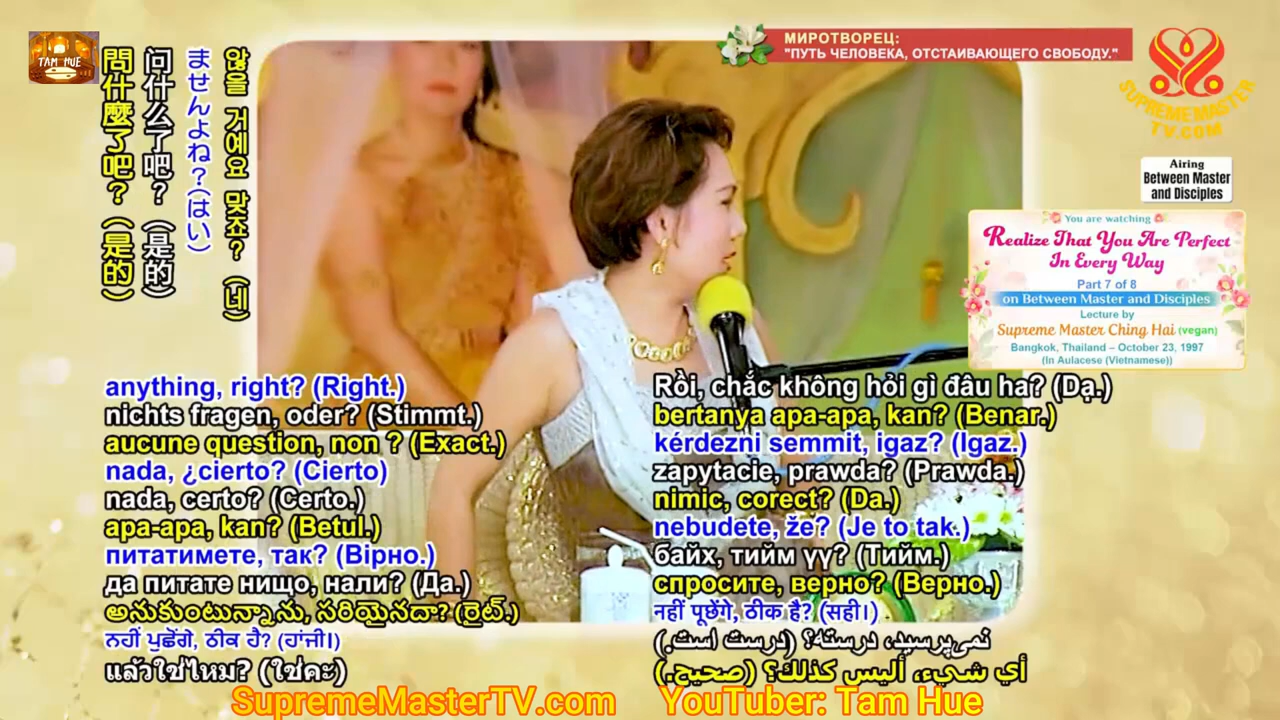 TAM HUE
問什麼了吧？（是的）
问什么了吧？（是的）
ませんよね？(はい)
않을 거예요 맞죠? (네)
МИРОТВОРЕЦ:
"ПУТЬ ЧЕЛОВЕКА, ОТСТАИВАЮЩЕГО СВОБОДУ."
SUPREMEMASTER
TV.COM
Airing
Between Master
and Disciples
You are watching
Realize That You Are Perfect
In Every Way
Part 7 of 8
on Between Master and Disciples
Lecture by
Supreme Master Ching Hai (vegan)
Bangkok, Thailand – October 23, 1997
(In Aulacese (Vietnamese))
anything, right? (Right.)
nichts fragen, oder? (Stimmt.)
aucune question, non ? (Exact.)
nada, ¿cierto? (Cierto)
nada, certo? (Certo.)
apa-apa, kan? (Betul.)
питатимете, так? (Вірно.)
да питате нищо, нали? (Да.)
అనుకుంటున్నాను, సరియైనదా? (రైట్.)
ਨਹੀਂ ਪੁਛੋਂਗੇ, ਠੀਕ ਹੈ? (ਹਾਂਜੀ।)
แล้วใช่ไหม? (ใช่คะ)
Rồi, chắc không hỏi gì đâu ha? (Dạ.)
bertanya apa-apa, kan? (Benar.)
kérdezni semmit, igaz? (Igaz.)
zapytacie, prawda? (Prawda.)
nimic, corect? (Da.)
nebudete, že? (Je to tak.)
байх, тийм үү? (Тийм.)
спросите, верно? (Верно.)
नहीं पूछेंगे, ठीक है? (सही।)
نمی‌پرسید، درسته؟ (درست است.)
أي شيء، أليس كذلك؟ (صحيح.)
SupremeMasterTV.com
YouTuber: Tam Hue